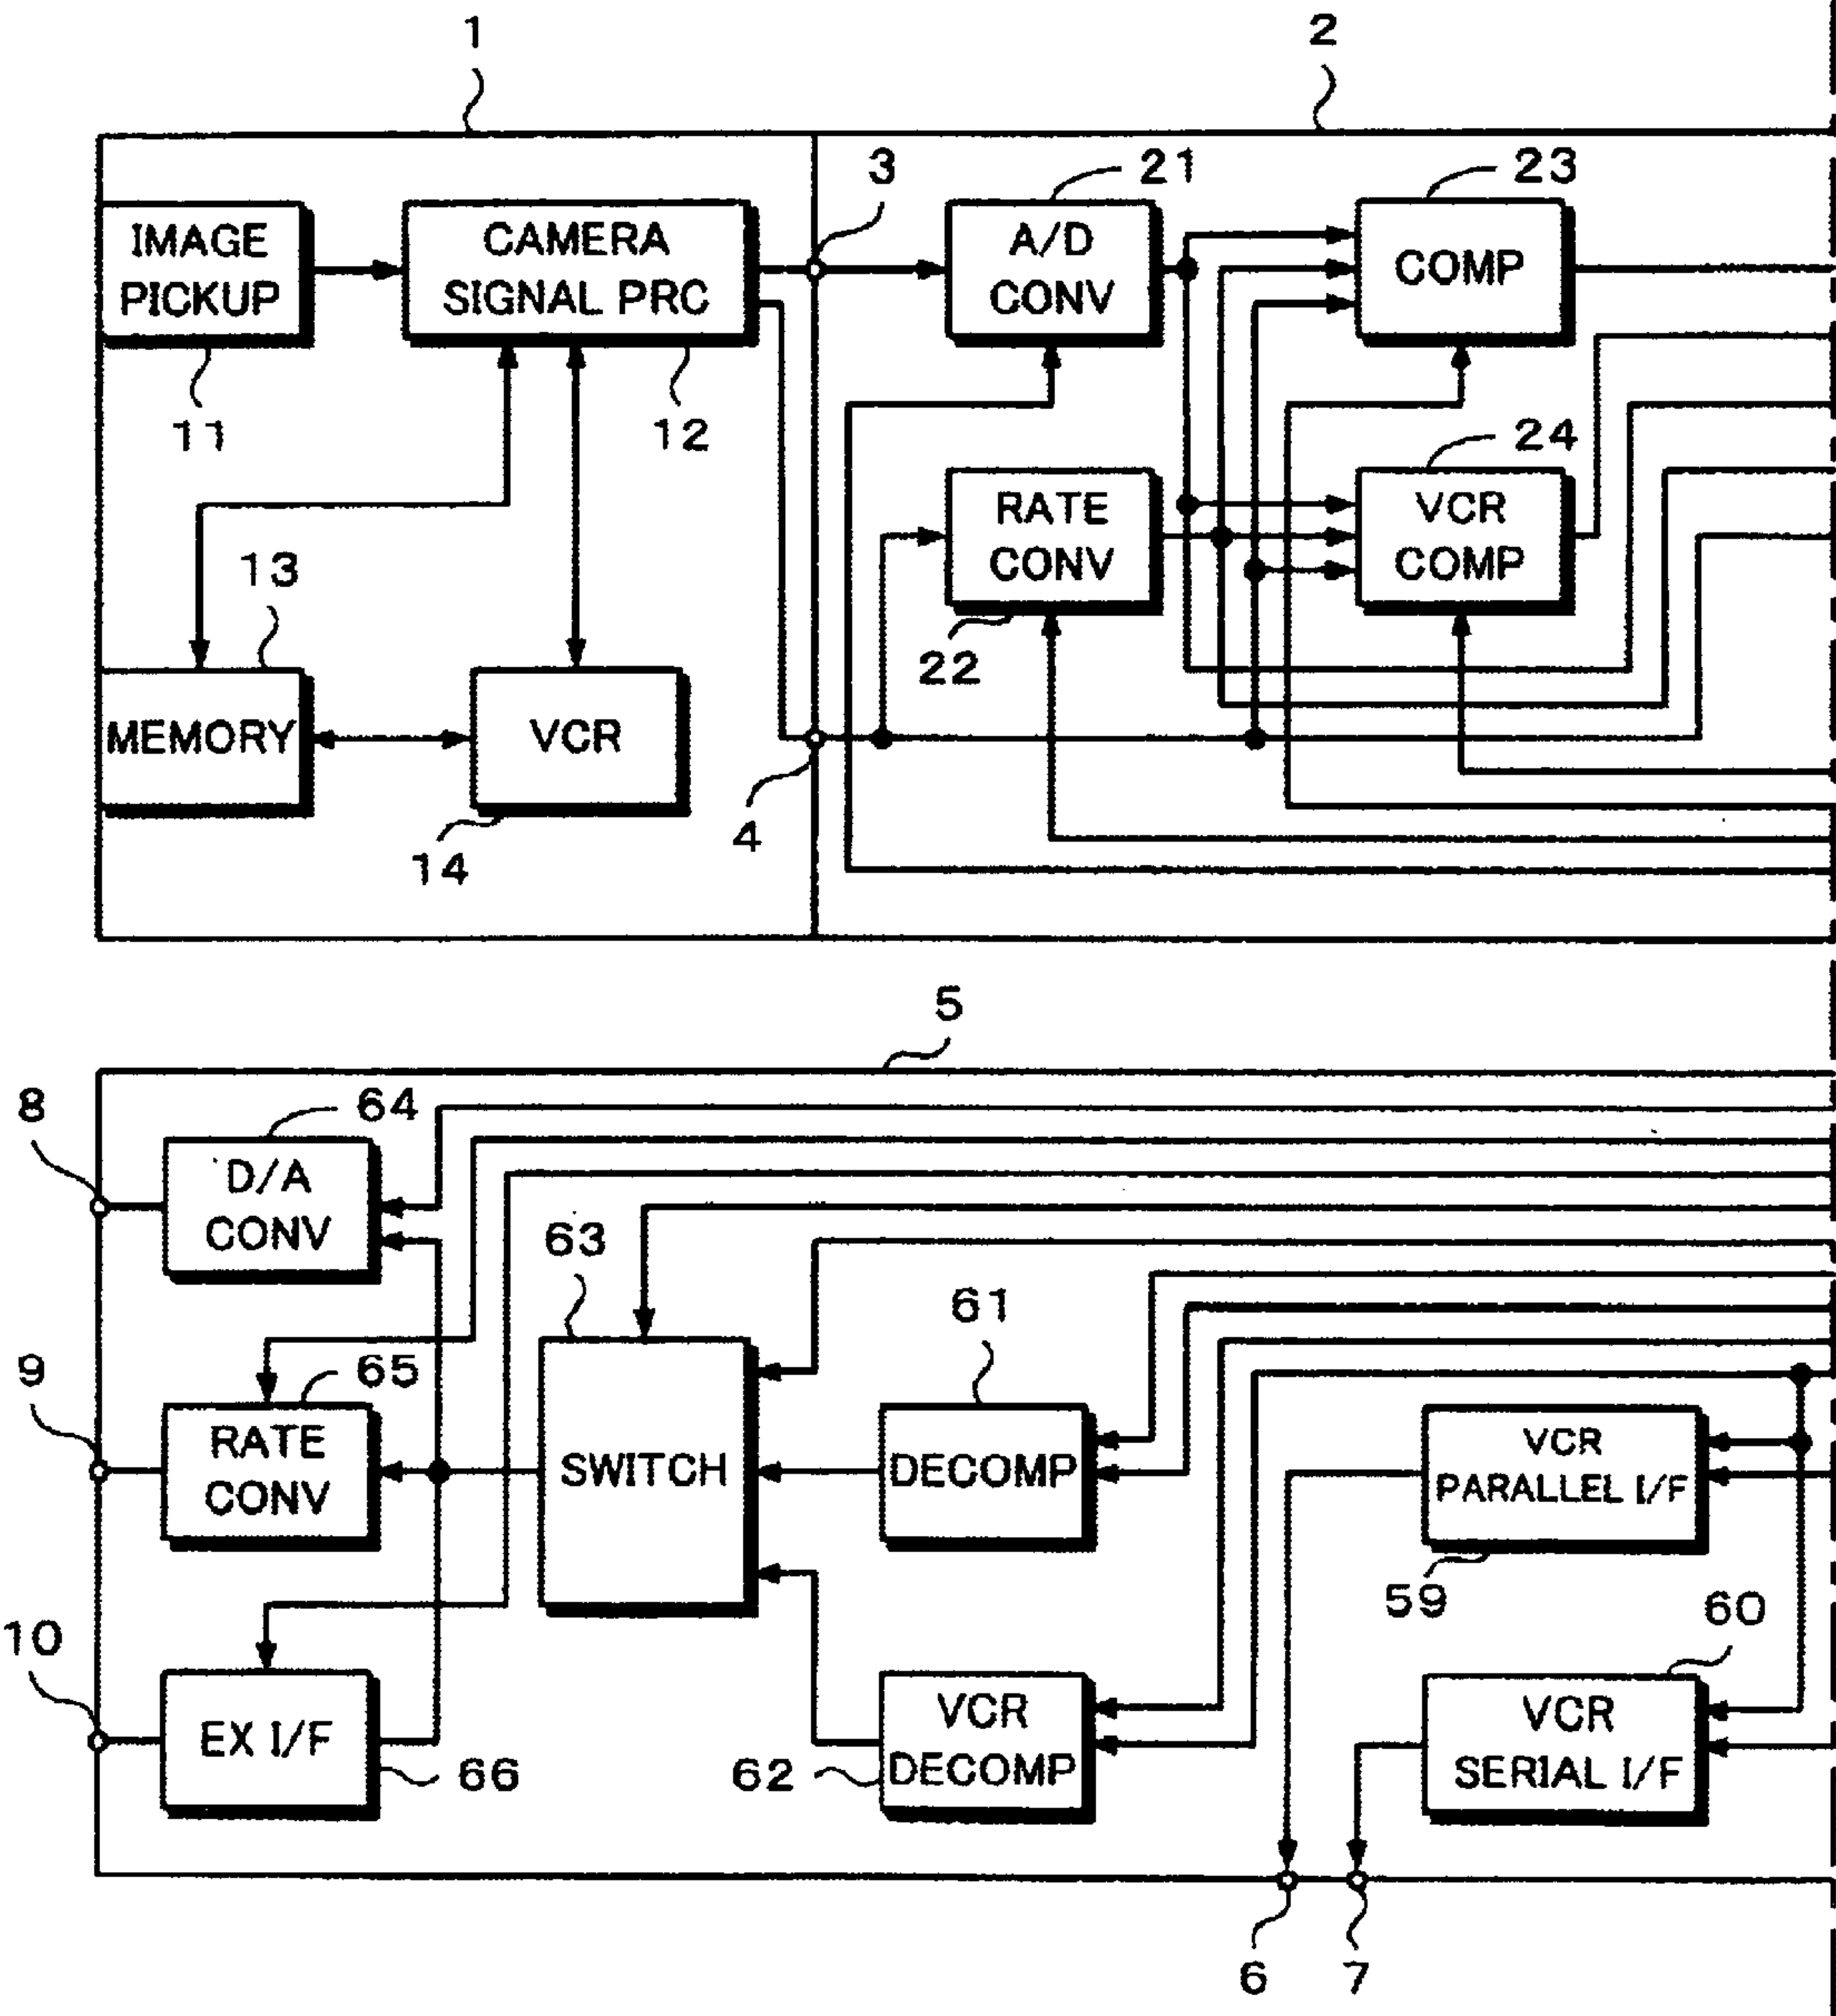 1
2
3
21
23
IMAGE
PICKUP
CAMERA
SIGNAL PRC
A/D
CONV
COMP
11
12
24
RATE
CONV
VCR
COMP
13
22
MEMORY
VCR
4
14
5
8
64
D/A
CONV
63
61
9
65
RATE
CONV
SWITCH
DECOMP
VCR
PARALLEL I/F
59
60
10
EX I/F
66
62
VCR
DECOMP
VCR
SERIAL I/F
6
7